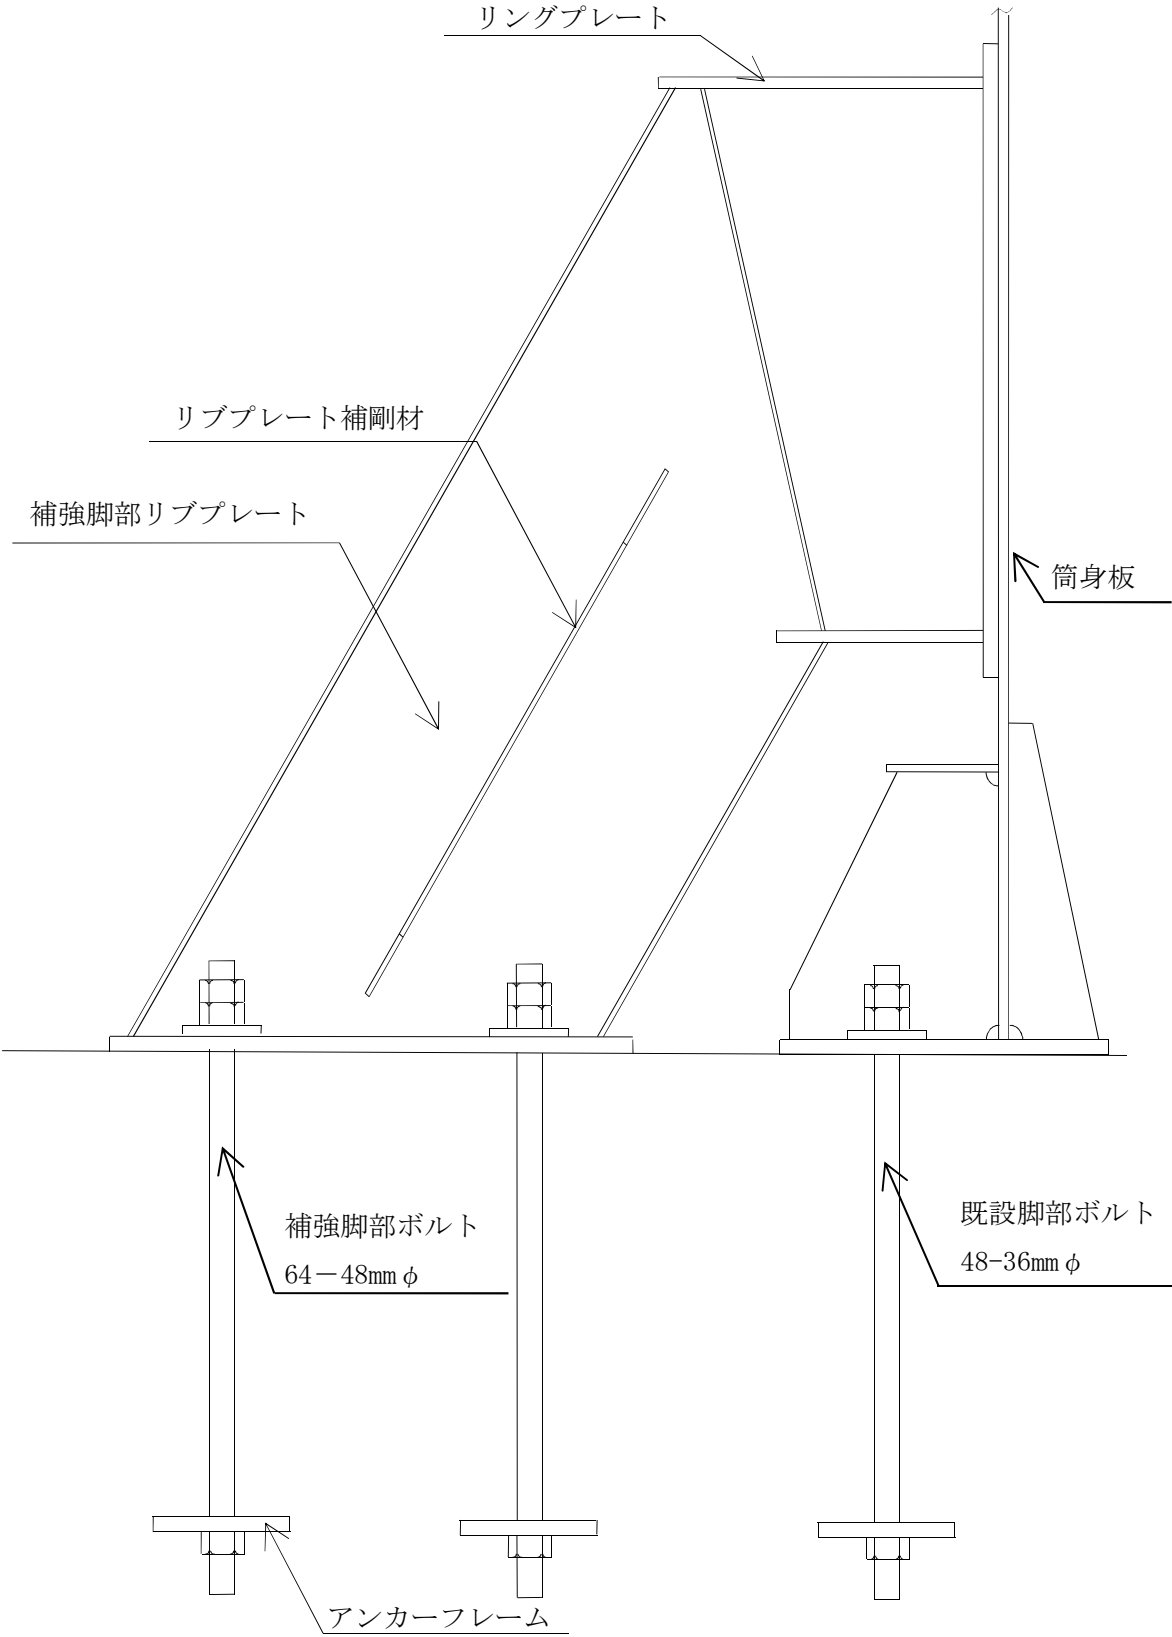 リングプレート
リブプレート補剛材
補強脚部リブプレート
筒身板
補強脚部ボルト
64－48mmφ
既設脚部ボルト
48-36mmφ
アンカーフレーム